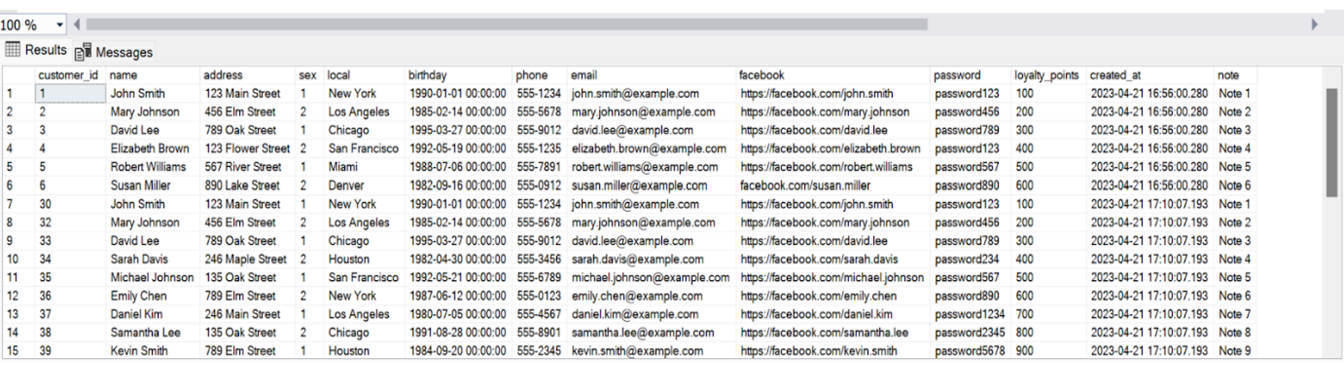 100 %
Results Messages
customer_id name address sex local birthday phone email facebook password loyalty_points created_at note
1 1 John Smith 123 Main Street 1 New York 1990-01-01 00:00:00 555-1234 john.smith@example.com https://facebook.com/john.smith password123 100 2023-04-21 16:56:00.280 Note 1
2 2 Mary Johnson 456 Elm Street 2 Los Angeles 1985-02-14 00:00:00 555-5678 mary.johnson@example.com https://facebook.com/mary.johnson password456 200 2023-04-21 16:56:00.280 Note 2
3 3 David Lee 789 Oak Street 1 Chicago 1995-03-27 00:00:00 555-9012 david.lee@example.com https://facebook.com/david.lee password789 300 2023-04-21 16:56:00.280 Note 3
4 4 Elizabeth Brown 123 Flower Street 2 San Francisco 1992-05-19 00:00:00 555-1235 elizabeth.brown@example.com https://facebook.com/elizabeth.brown password123 400 2023-04-21 16:56:00.280 Note 4
5 5 Robert Williams 567 River Street 1 Miami 1988-07-06 00:00:00 555-7891 robert.williams@example.com https://facebook.com/robert.williams password567 500 2023-04-21 16:56:00.280 Note 5
6 6 Susan Miller 890 Lake Street 2 Denver 1982-09-16 00:00:00 555-0912 susan.miller@example.com facebook.com/susan.miller password890 600 2023-04-21 16:56:00.280 Note 6
7 30 John Smith 123 Main Street 1 New York 1990-01-01 00:00:00 555-1234 john.smith@example.com https://facebook.com/john.smith password123 100 2023-04-21 17:10:07.193 Note 1
8 32 Mary Johnson 456 Elm Street 2 Los Angeles 1985-02-14 00:00:00 555-5678 mary.johnson@example.com https://facebook.com/mary.johnson password456 200 2023-04-21 17:10:07.193 Note 2
9 33 David Lee 789 Oak Street 1 Chicago 1995-03-27 00:00:00 555-9012 david.lee@example.com https://facebook.com/david.lee password789 300 2023-04-21 17:10:07.193 Note 3
10 34 Sarah Davis 246 Maple Street 2 Houston 1982-04-30 00:00:00 555-3456 sarah.davis@example.com https://facebook.com/sarah.davis password234 400 2023-04-21 17:10:07.193 Note 4
11 35 Michael Johnson 135 Oak Street 1 San Francisco 1992-05-21 00:00:00 555-6789 michael.johnson@example.com https://facebook.com/michael.johnson password567 500 2023-04-21 17:10:07.193 Note 5
12 36 Emily Chen 789 Elm Street 2 New York 1987-06-12 00:00:00 555-0123 emily.chen@example.com https://facebook.com/emily.chen password890 600 2023-04-21 17:10:07.193 Note 6
13 37 Daniel Kim 246 Main Street 1 Los Angeles 1980-07-05 00:00:00 555-4567 daniel.kim@example.com https://facebook.com/daniel.kim password1234 700 2023-04-21 17:10:07.193 Note 7
14 38 Samantha Lee 135 Oak Street 2 Chicago 1991-08-28 00:00:00 555-8901 samantha.lee@example.com https://facebook.com/samantha.lee password2345 800 2023-04-21 17:10:07.193 Note 8
15 39 Kevin Smith 789 Elm Street 1 Houston 1984-09-20 00:00:00 555-2345 kevin.smith@example.com https://facebook.com/kevin.smith password5678 900 2023-04-21 17:10:07.193 Note 9